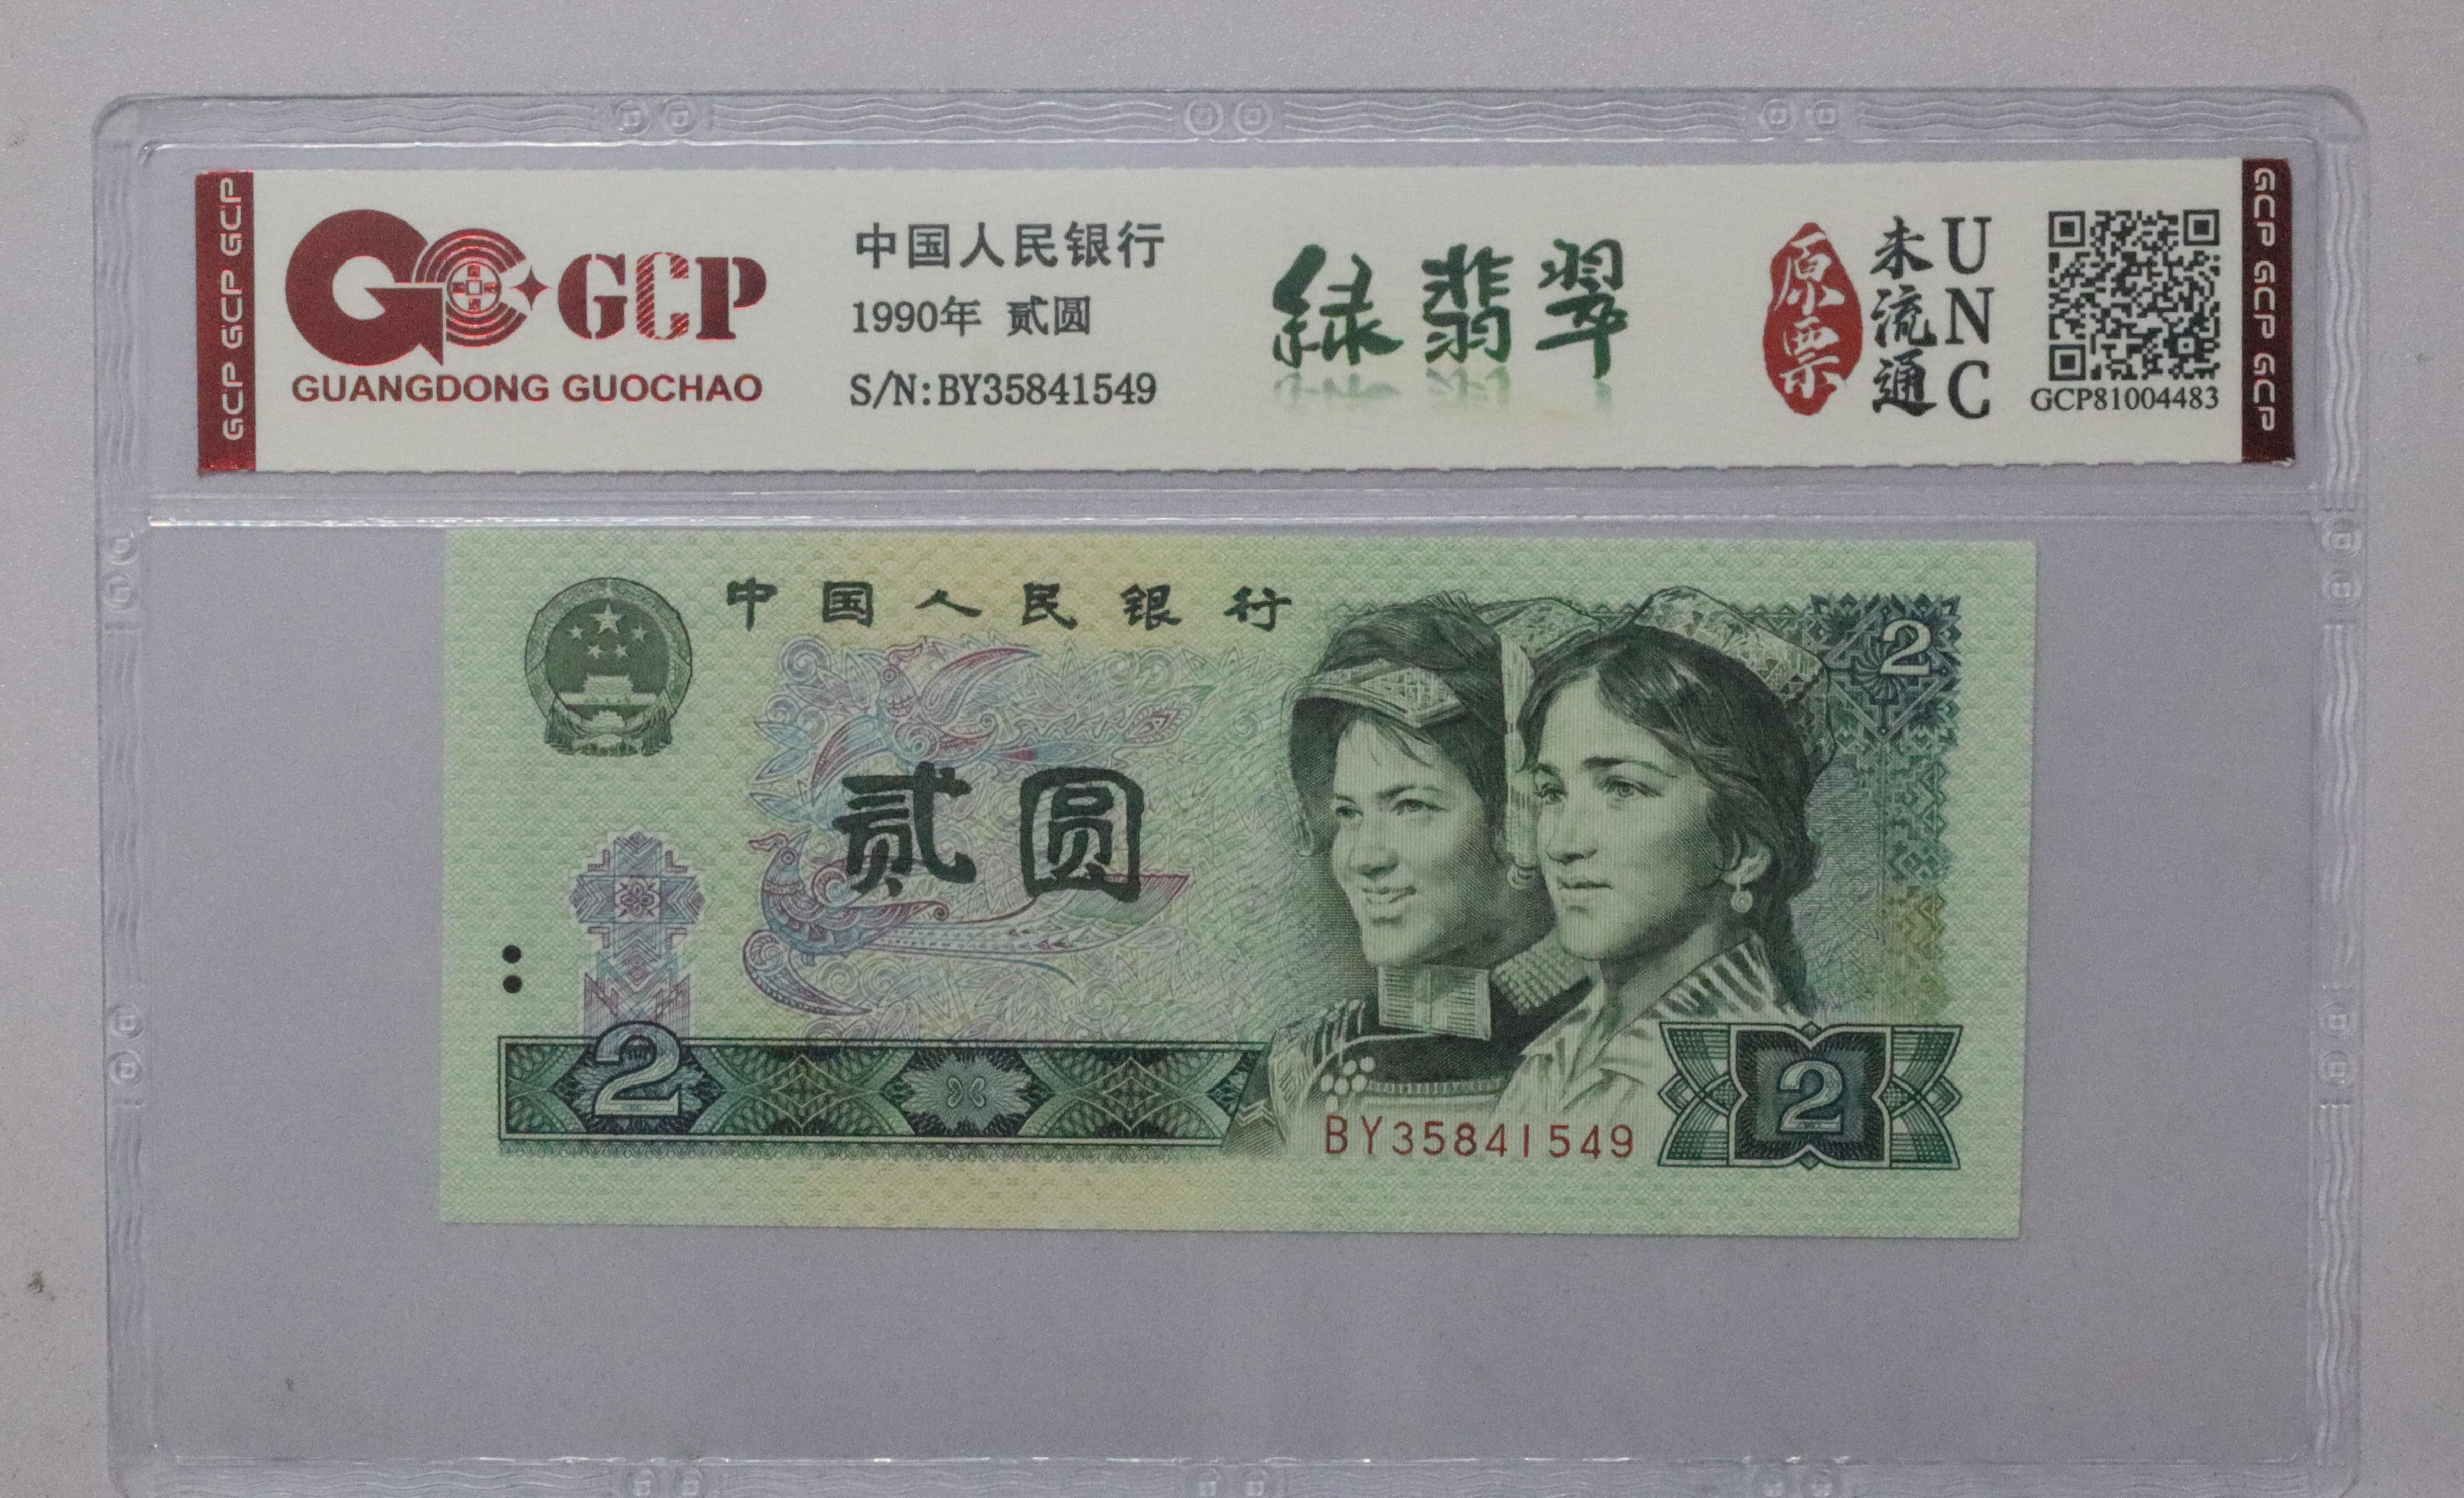 GCP GCP GCP
GCP
GUANGDONG GUOCHAO
中国人民银行
1990年 贰圆
S/N:BY35841549
绿翡翠
原票
未流通
UNC
GCP81004483
GCP GCP GCP
中国人民银行
2
贰圆
2
2
BY35841549